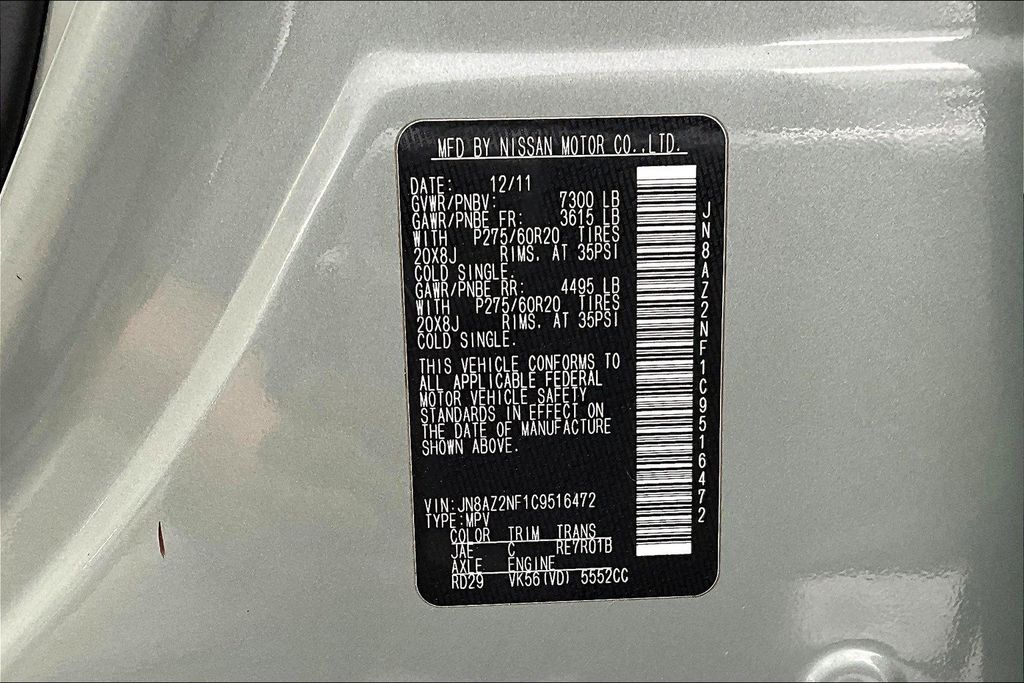 MFD BY NISSAN MOTOR CO.,LTD.
DATE: 12/11
GVWR/PNBV: 7300 LB
GAWR/PNBE FR: 3615 LB
WITH P275/60R20 TIRES
20X8J RIMS. AT 35PSI
COLD SINGLE.
GAWR/PNBE RR: 4495 LB
WITH P275/60R20 TIRES
20X8J RIMS. AT 35PSI
COLD SINGLE.
THIS VEHICLE CONFORMS TO
ALL APPLICABLE FEDERAL
MOTOR VEHICLE SAFETY
STANDARDS IN EFFECT ON
THE DATE OF MANUFACTURE
SHOWN ABOVE.
VIN:JN8AZ2NF1C9516472
TYPE:MPV
COLOR TRIM TRANS
JAE C RE7R01B
AXLE ENGINE
RD29 VK56(VD) 5552CC
JN8AZ2NF1C9516472